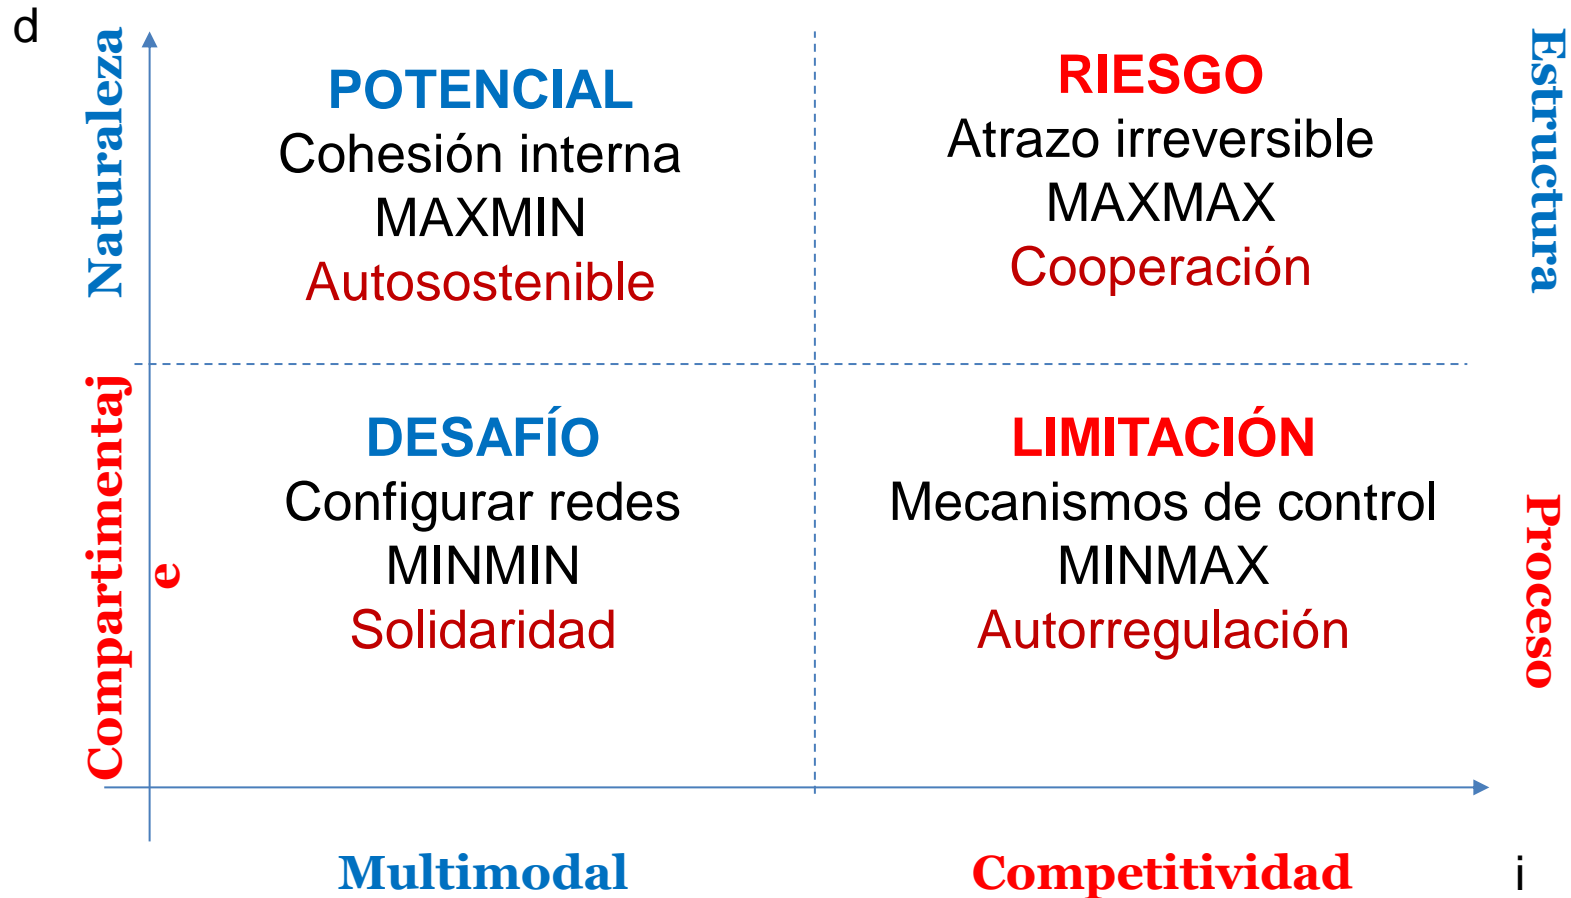 d
Naturaleza
POTENCIAL
Cohesión interna
MAXMIN
Autosostenible
RIESGO
Atrazo irreversible
MAXMAX
Cooperación
Estructura
Compartimentaj
e
DESAFÍO
Configurar redes
MINMIN
Solidaridad
LIMITACIÓN
Mecanismos de control
MINMAX
Autorregulación
Proceso
Multimodal
Competitividad
i